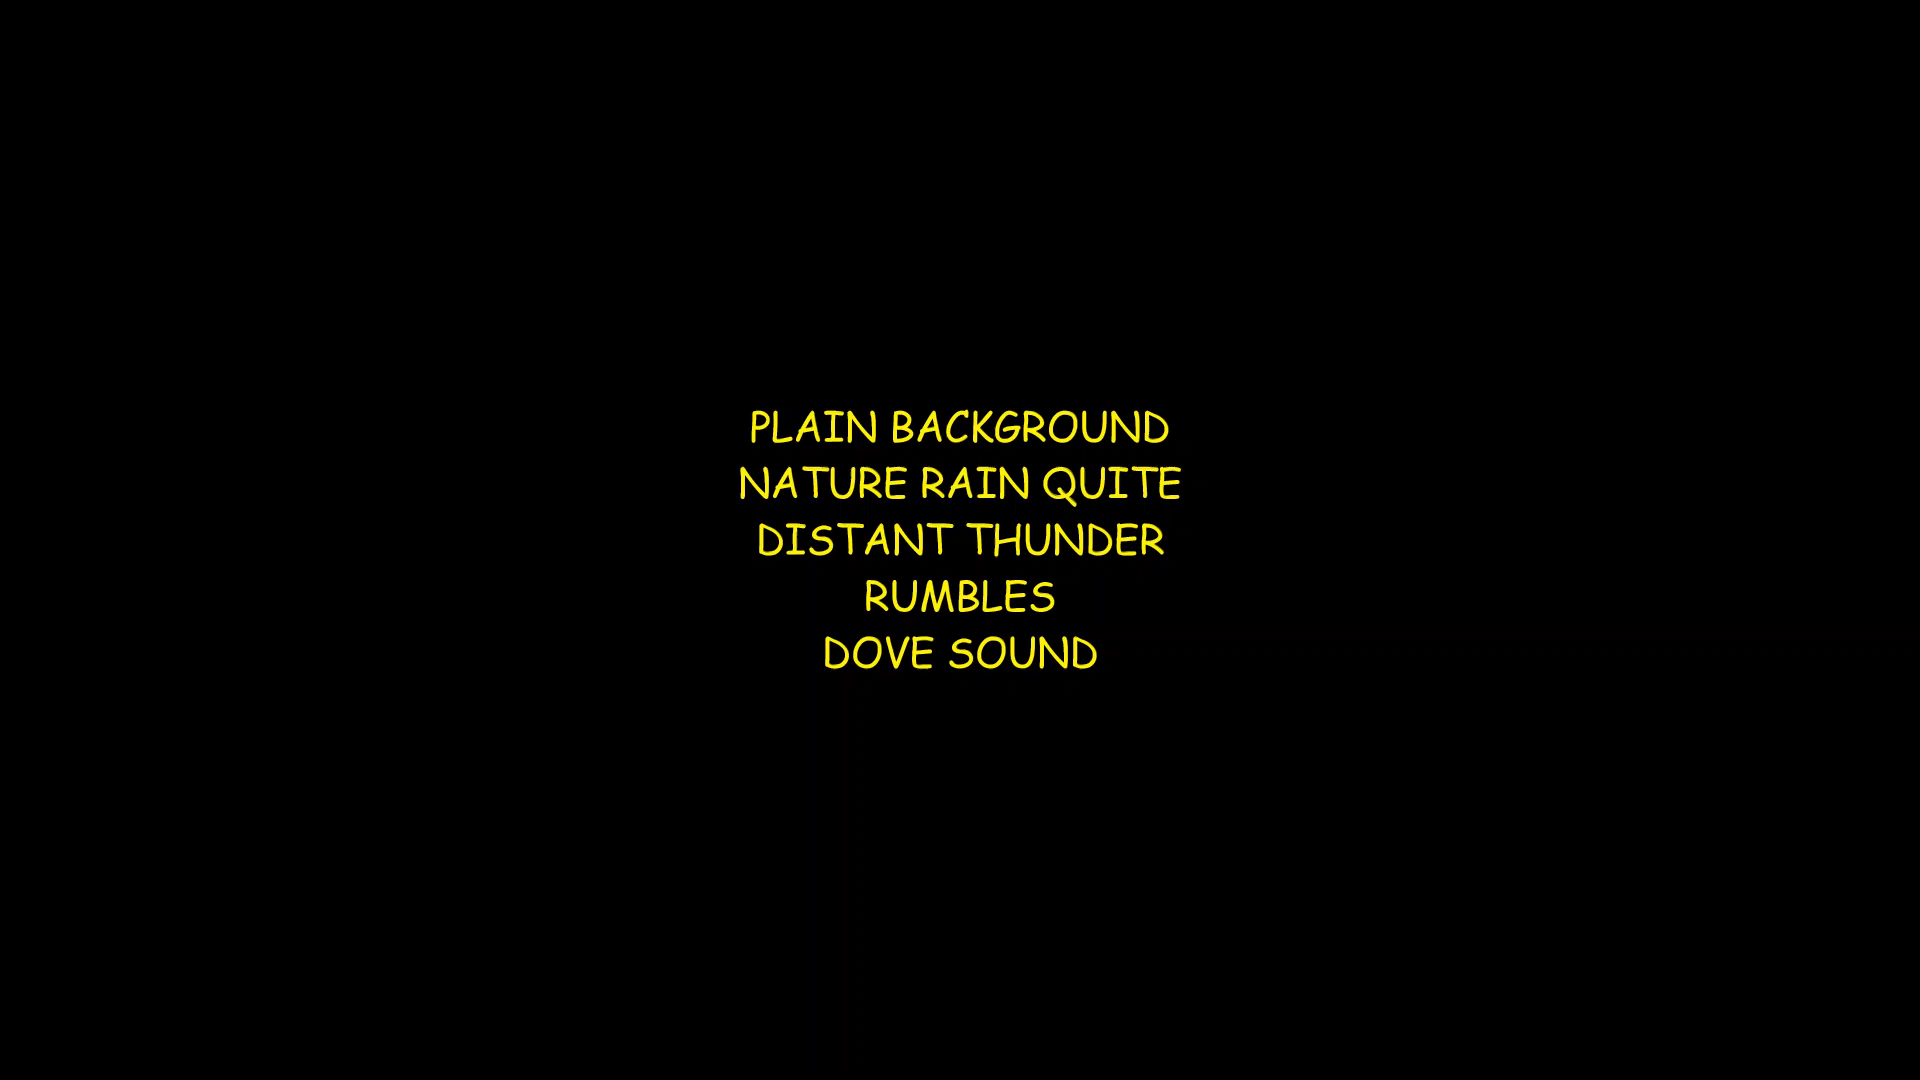 PLAIN BACKGROUND
NATURE RAIN QUITE
DISTANT THUNDER
RUMBLES
DOVE SOUND